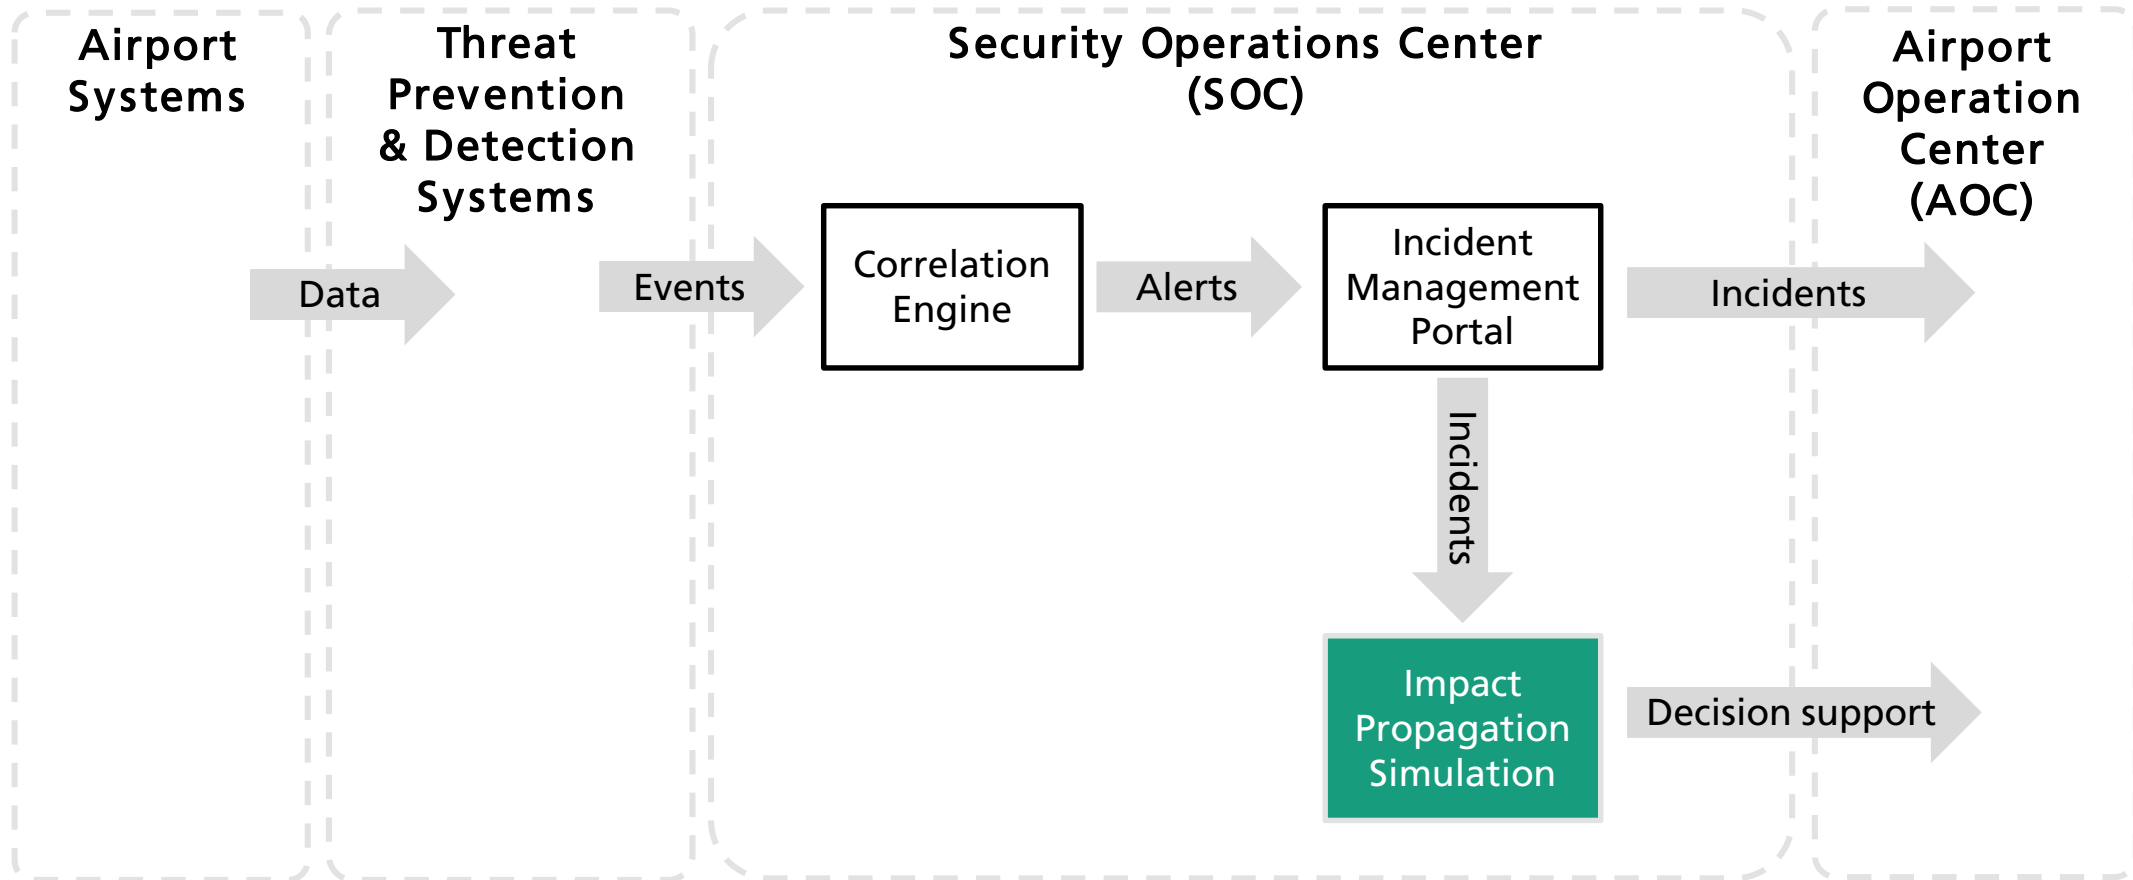 Airport
Systems
Threat
Prevention
& Detection
Systems
Security Operations Center
(SOC)
Airport
Operation
Center
(AOC)
Data
Events
Correlation
Engine
Alerts
Incident
Management
Portal
Incidents
Incidents
Impact
Propagation
Simulation
Decision support